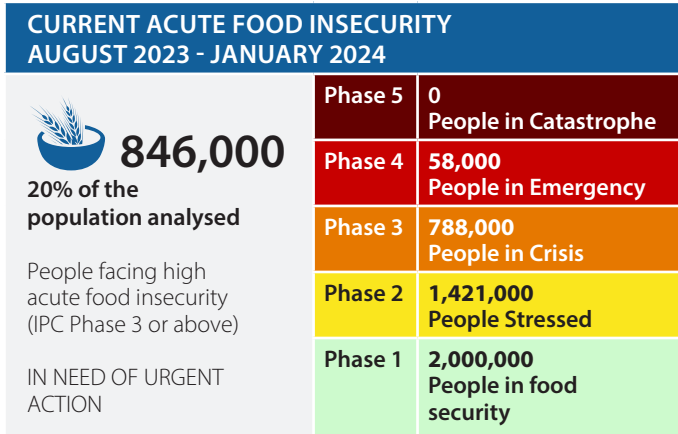 CURRENT ACUTE FOOD INSECURITY
AUGUST 2023 - JANUARY 2024
846,000
20% of the
population analysed
People facing high
acute food insecurity
(IPC Phase 3 or above)
IN NEED OF URGENT
ACTION
Phase 5
0
People in Catastrophe
Phase 4
58,000
People in Emergency
Phase 3
788,000
People in Crisis
Phase 2
1,421,000
People Stressed
Phase 1
2,000,000
People in food
security